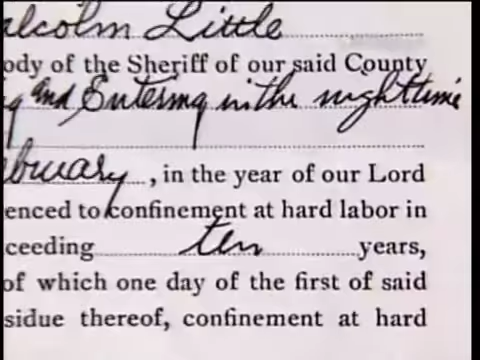 alcolm Little
ody of the Sheriff of our said County
g and Entering in the nighttime
bruary, in the year of our Lord
enced to confinement at hard labor in
ceeding ten years,
of which one day of the first of said
sidue thereof, confinement at hard